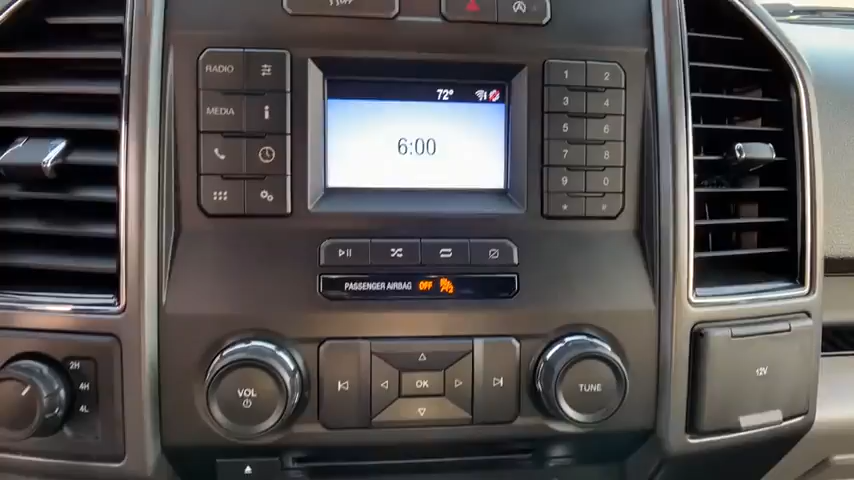 OFF
RADIO
72°
1 2
MEDIA
i
3 4
6:00
5 6
7 8
9 0
* #
PASSENGER AIRBAG OFF
2H
4H
4L
VOL
OK
TUNE
12V